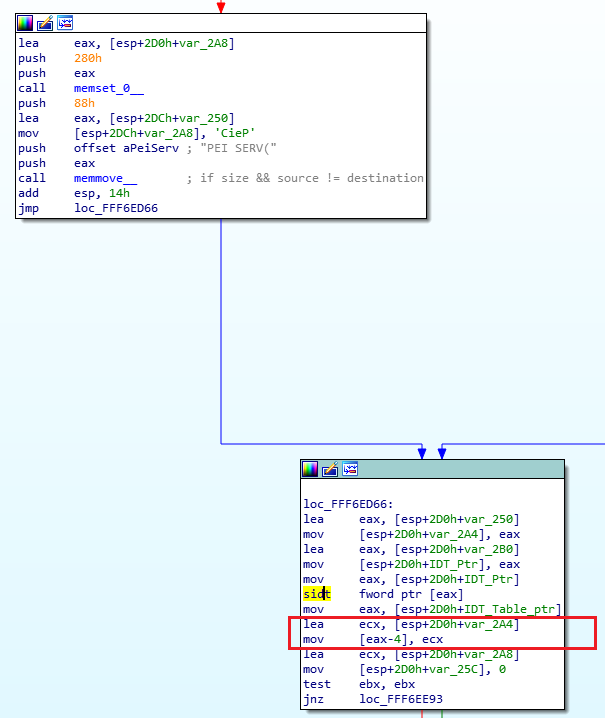 lea eax, [esp+2D0h+var_2A8]
push 280h
push eax
call memset_0__
push 88h
lea eax, [esp+2DCh+var_250]
mov [esp+2DCh+var_2A8], 'CieP'
push offset aPeiServ ; "PEI SERV("
push eax
call memmove__ ; if size && source != destination
add esp, 14h
jmp loc_FFF6ED66
loc_FFF6ED66:
lea eax, [esp+2D0h+var_250]
mov [esp+2D0h+var_2A4], eax
lea eax, [esp+2D0h+var_2B0]
mov [esp+2D0h+IDT_Ptr], eax
mov eax, [esp+2D0h+IDT_Ptr]
sidt fword ptr [eax]
mov eax, [esp+2D0h+IDT_Table_ptr]
lea ecx, [esp+2D0h+var_2A4]
mov [eax-4], ecx
lea ecx, [esp+2D0h+var_2A8]
mov [esp+2D0h+var_25C], 0
test ebx, ebx
jnz loc_FFF6EE93